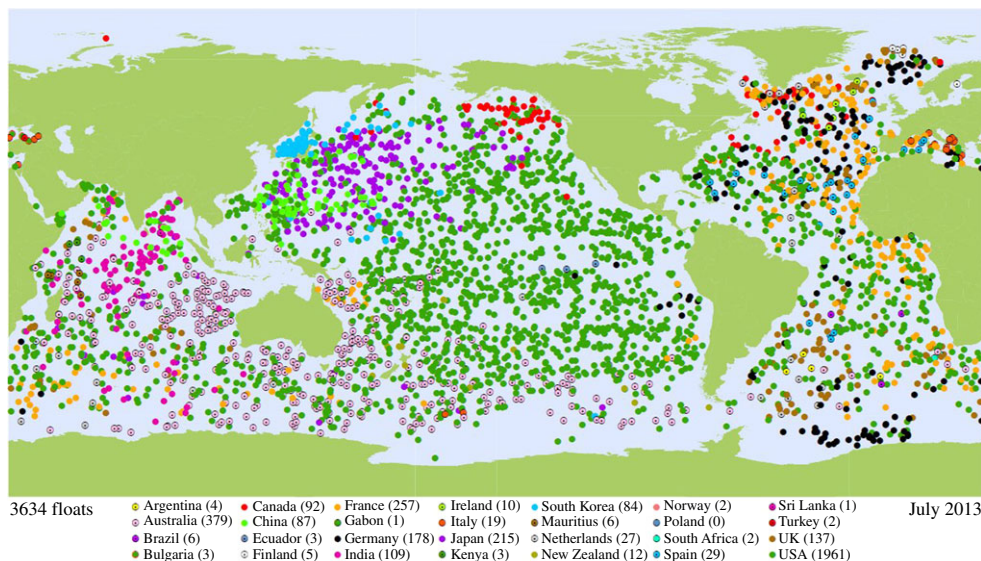 3634 floats
July 2013
Argentina (4) Canada (92) France (257) Ireland (10) South Korea (84) Norway (2) Sri Lanka (1)
Australia (379) China (87) Gabon (1) Italy (19) Mauritius (6) Poland (0) Turkey (2)
Brazil (6) Ecuador (3) Germany (178) Japan (215) Netherlands (27) South Africa (2) UK (137)
Bulgaria (3) Finland (5) India (109) Kenya (3) New Zealand (12) Spain (29) USA (1961)